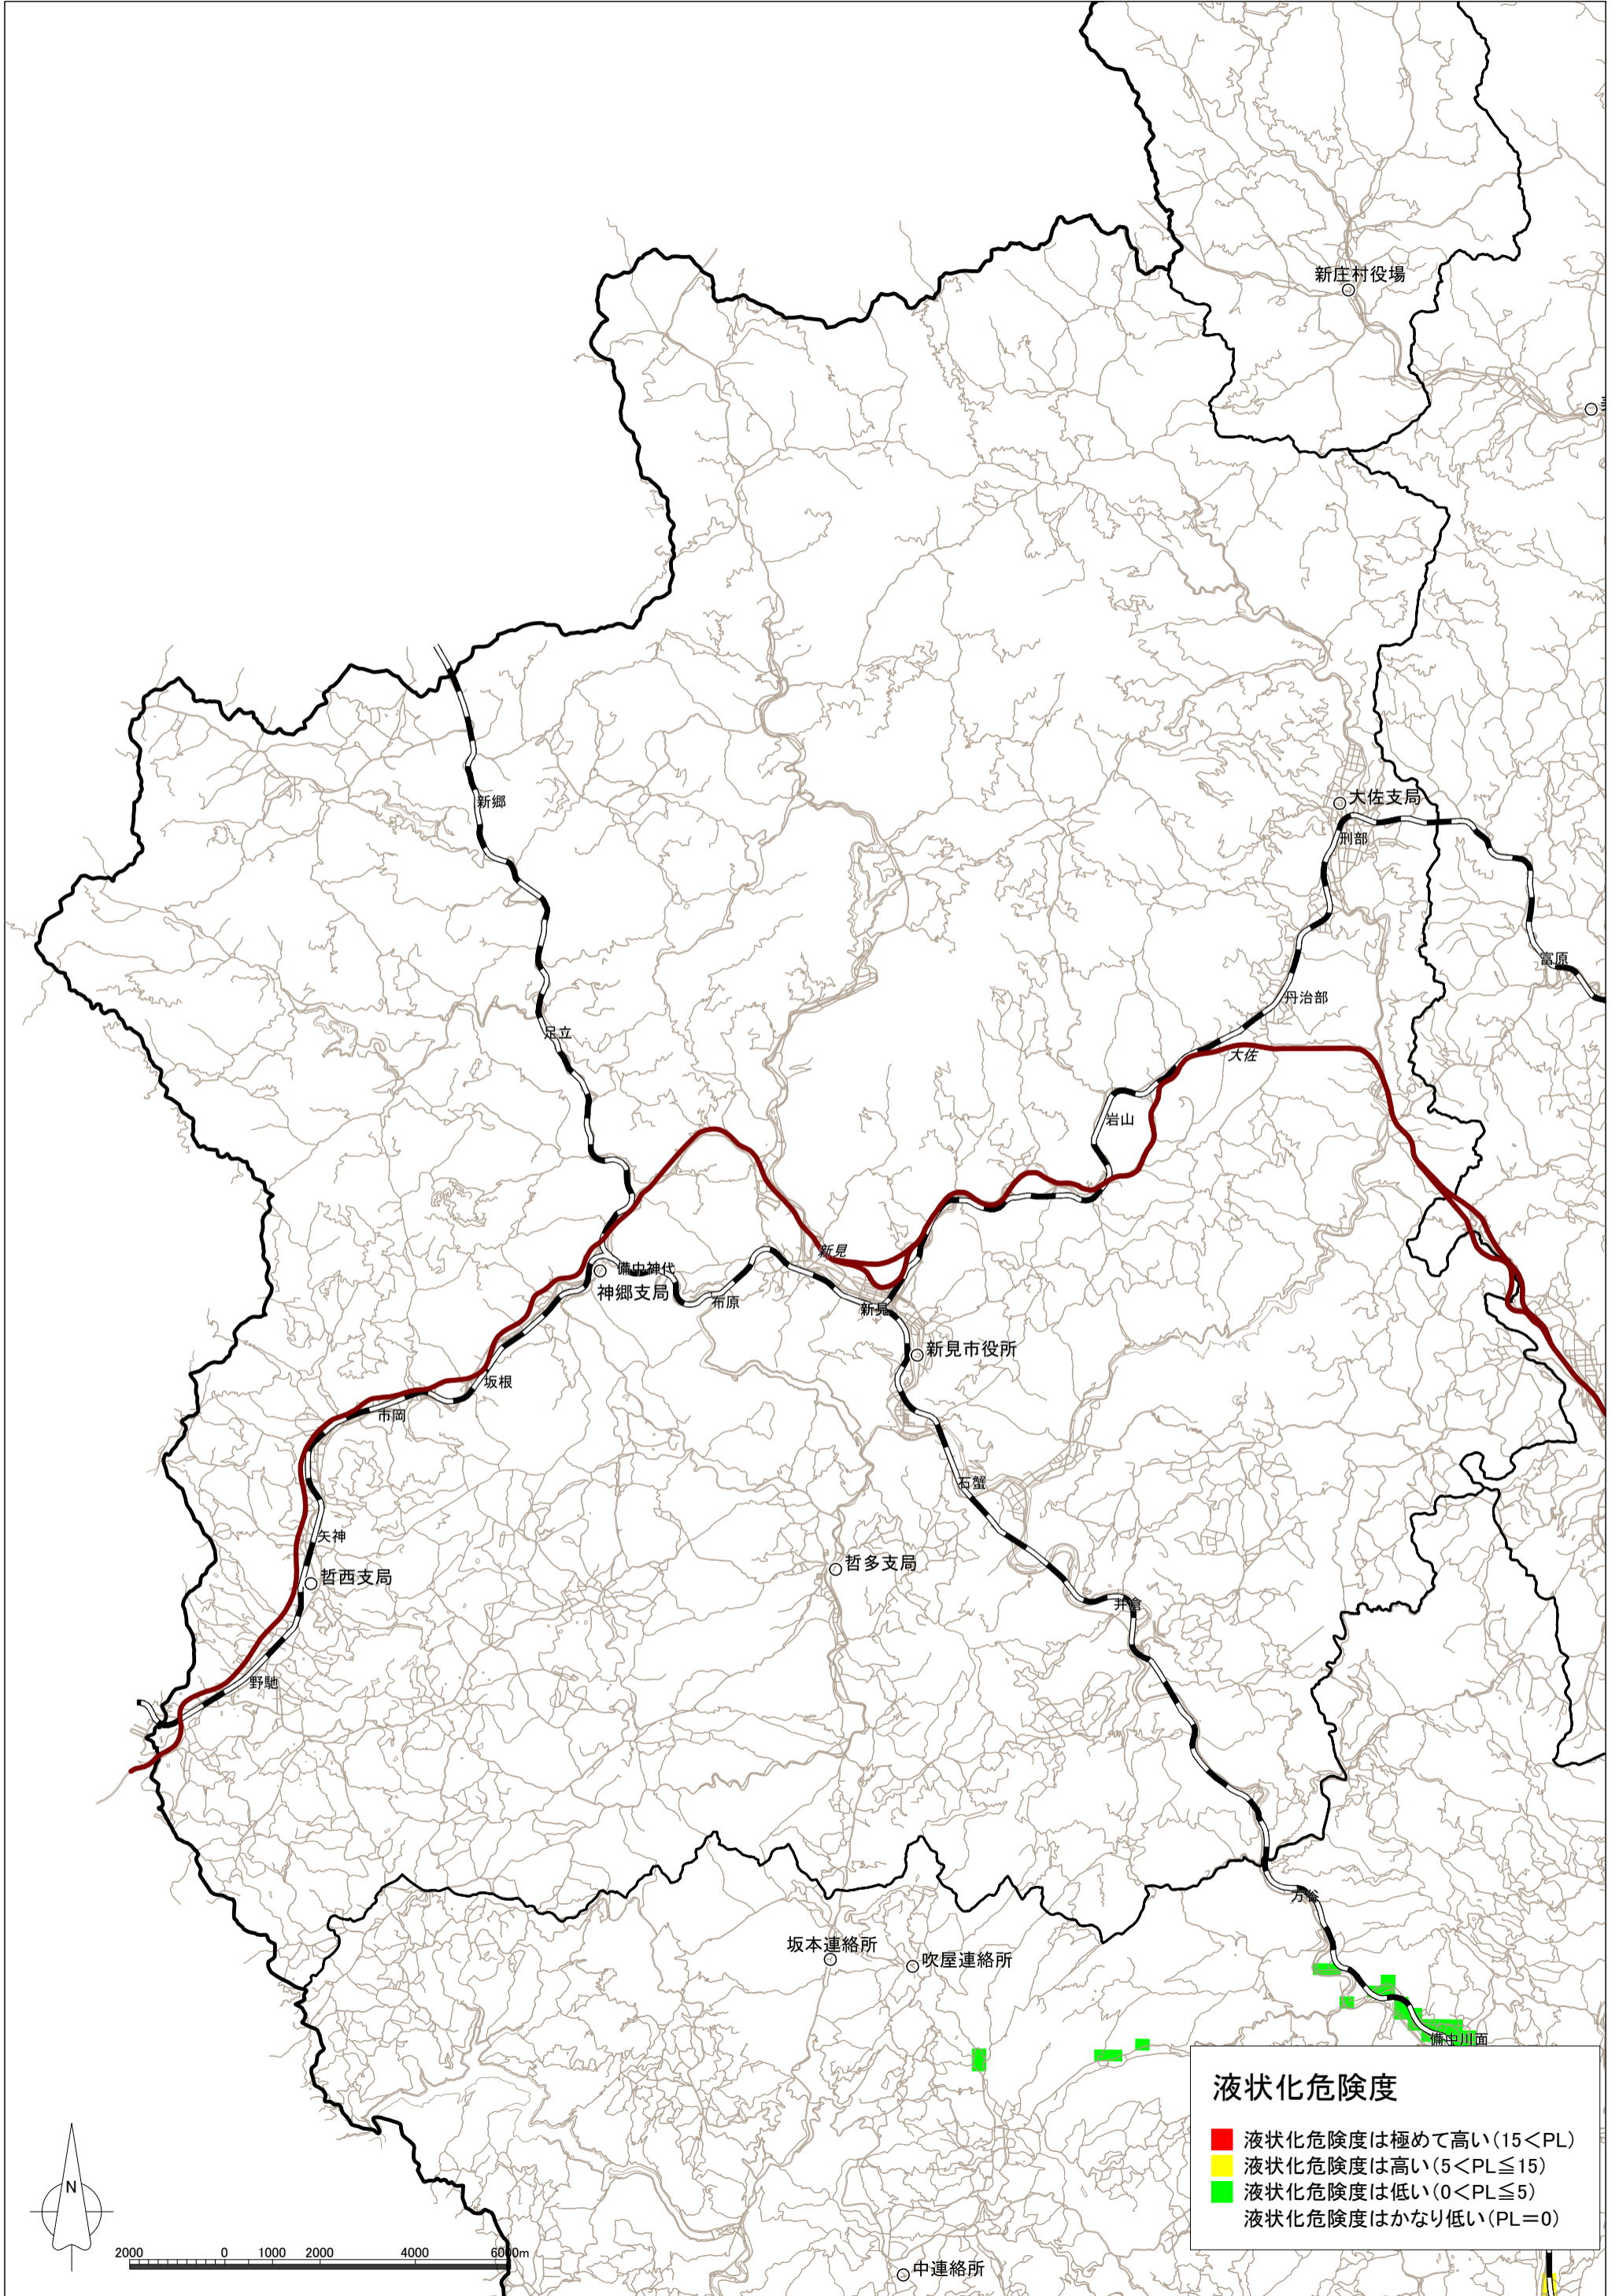 新庄村役場
新郷
大佐支局
刑部
富原
丹治部
足立
大佐
岩山
新見
備中神代
神郷支局
布原
新見
新見市役所
坂根
市岡
石蟹
矢神
哲多支局
哲西支局
井倉
野馳
方谷
坂本連絡所
吹屋連絡所
備中川面
液状化危険度
液状化危険度は極めて高い(15<PL)
液状化危険度は高い(5<PL≦15)
液状化危険度は低い(0<PL≦5)
液状化危険度はかなり低い(PL=0)
N
2000 0 1000 2000 4000 6000m
中連絡所